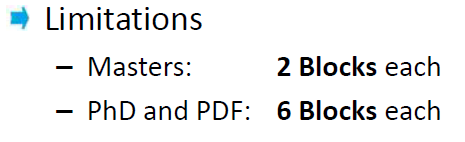 Limitations
– Masters: 2 Blocks each
– PhD and PDF: 6 Blocks each